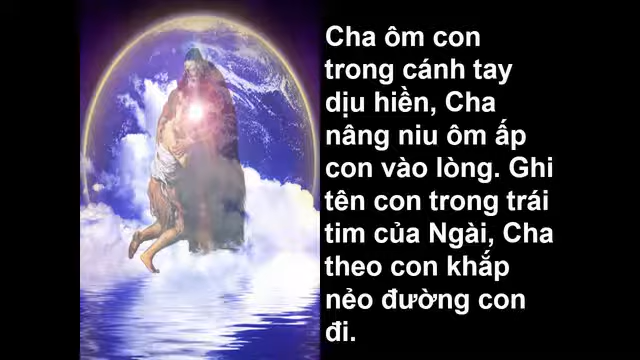 Cha ôm con
trong cánh tay
dịu hiền, Cha
nâng niu ôm ấp
con vào lòng. Ghi
tên con trong trái
tim của Ngài, Cha
theo con khắp
nẻo đường con
đi.